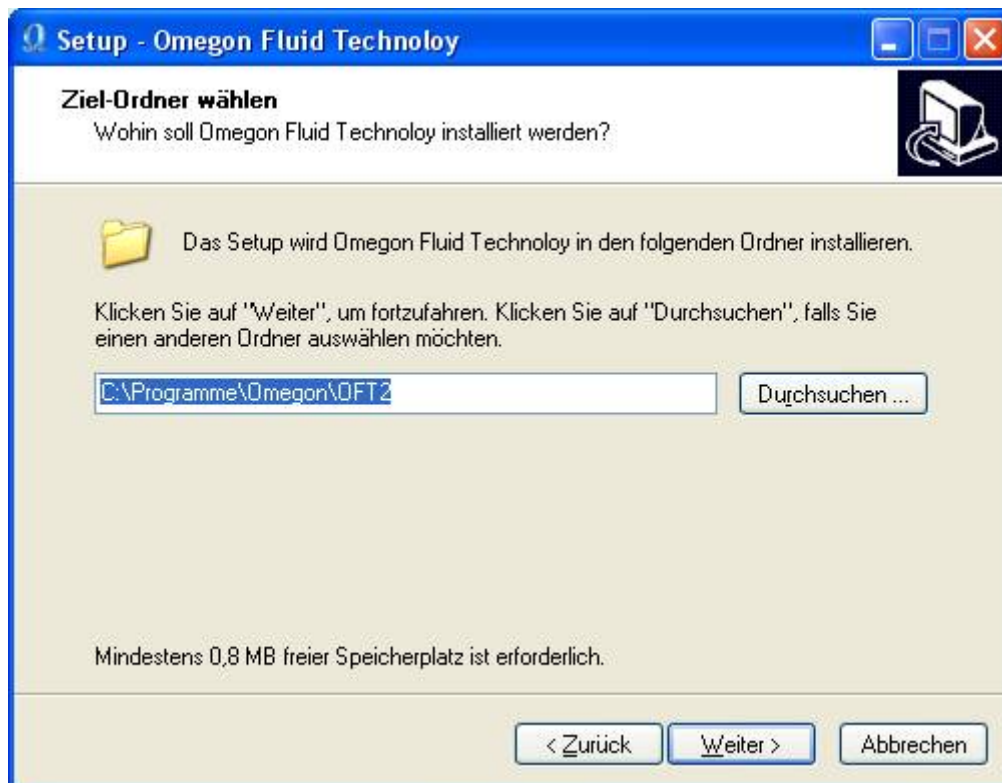 Setup - Omegon Fluid Technoloy
Ziel-Ordner wählen
Wohin soll Omegon Fluid Technoloy installiert werden?
Das Setup wird Omegon Fluid Technoloy in den folgenden Ordner installieren.
Klicken Sie auf "Weiter", um fortzufahren. Klicken Sie auf "Durchsuchen", falls Sie
einen anderen Ordner auswählen möchten.
C:\Programme\Omegon\OFT2
Durchsuchen ...
Mindestens 0,8 MB freier Speicherplatz ist erforderlich.
< Zurück
Weiter >
Abbrechen